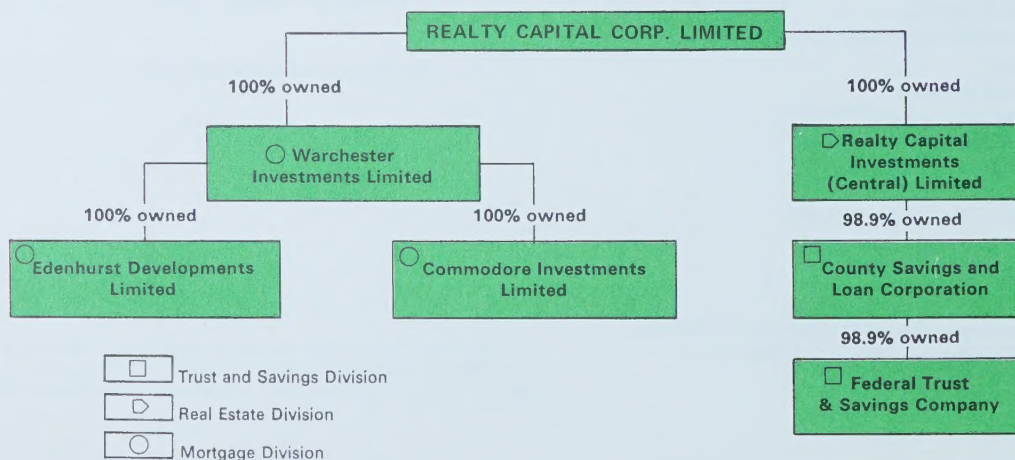 REALTY CAPITAL CORP. LIMITED
100% owned
100% owned
Warchester
Investments Limited
Realty Capital
Investments
(Central) Limited
100% owned
100% owned
98.9% owned
Edenhurst Developments
Limited
Commodore Investments
Limited
County Savings and
Loan Corporation
98.9% owned
Federal Trust
& Savings Company
Trust and Savings Division
Real Estate Division
Mortgage Division